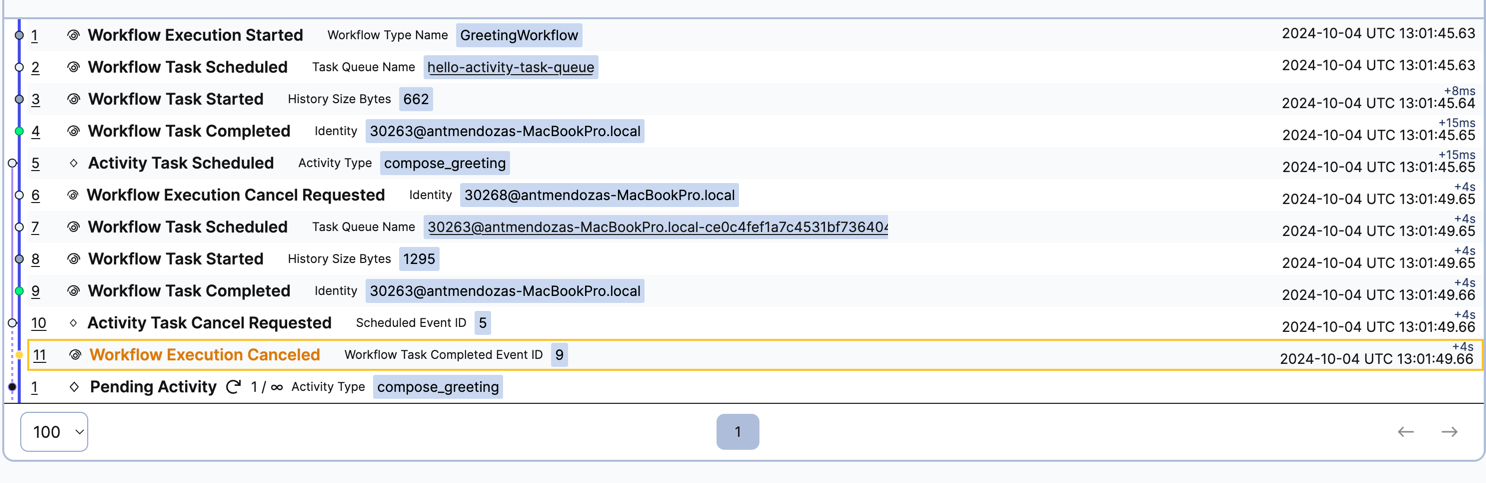 1 Workflow Execution Started Workflow Type Name GreetingWorkflow 2024-10-04 UTC 13:01:45.63
2 Workflow Task Scheduled Task Queue Name hello-activity-task-queue 2024-10-04 UTC 13:01:45.63
3 Workflow Task Started History Size Bytes 662 +8ms 2024-10-04 UTC 13:01:45.64
4 Workflow Task Completed Identity 30263@antmendozas-MacBookPro.local +15ms 2024-10-04 UTC 13:01:45.65
5 Activity Task Scheduled Activity Type compose_greeting +15ms 2024-10-04 UTC 13:01:45.65
6 Workflow Execution Cancel Requested Identity 30268@antmendozas-MacBookPro.local +4s 2024-10-04 UTC 13:01:49.65
7 Workflow Task Scheduled Task Queue Name 30263@antmendozas-MacBookPro.local-ce0c4fef1a7c4531bf736404 +4s 2024-10-04 UTC 13:01:49.65
8 Workflow Task Started History Size Bytes 1295 +4s 2024-10-04 UTC 13:01:49.65
9 Workflow Task Completed Identity 30263@antmendozas-MacBookPro.local +4s 2024-10-04 UTC 13:01:49.66
10 Activity Task Cancel Requested Scheduled Event ID 5 +4s 2024-10-04 UTC 13:01:49.66
11 Workflow Execution Canceled Workflow Task Completed Event ID 9 +4s 2024-10-04 UTC 13:01:49.66
1 Pending Activity 1 / ∞ Activity Type compose_greeting
100 1